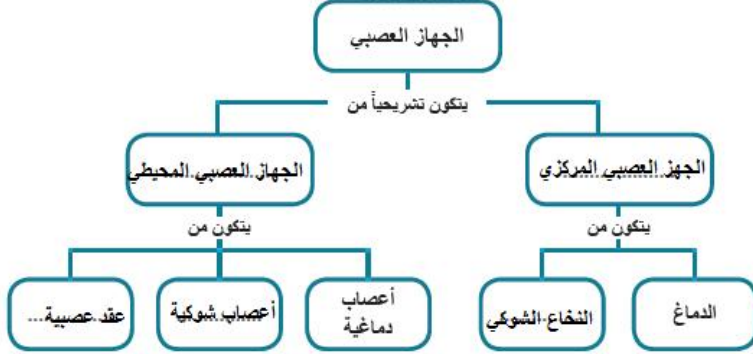 الجهاز العصبي
يتكون تشريحياً من
الجهز العصبي المركزي
الجهاز العصبي المحيطي
يتكون من
يتكون من
الدماغ
النخاع الشوكي
أعصاب
دماغية
أعصاب شوكية
عقد عصبية...